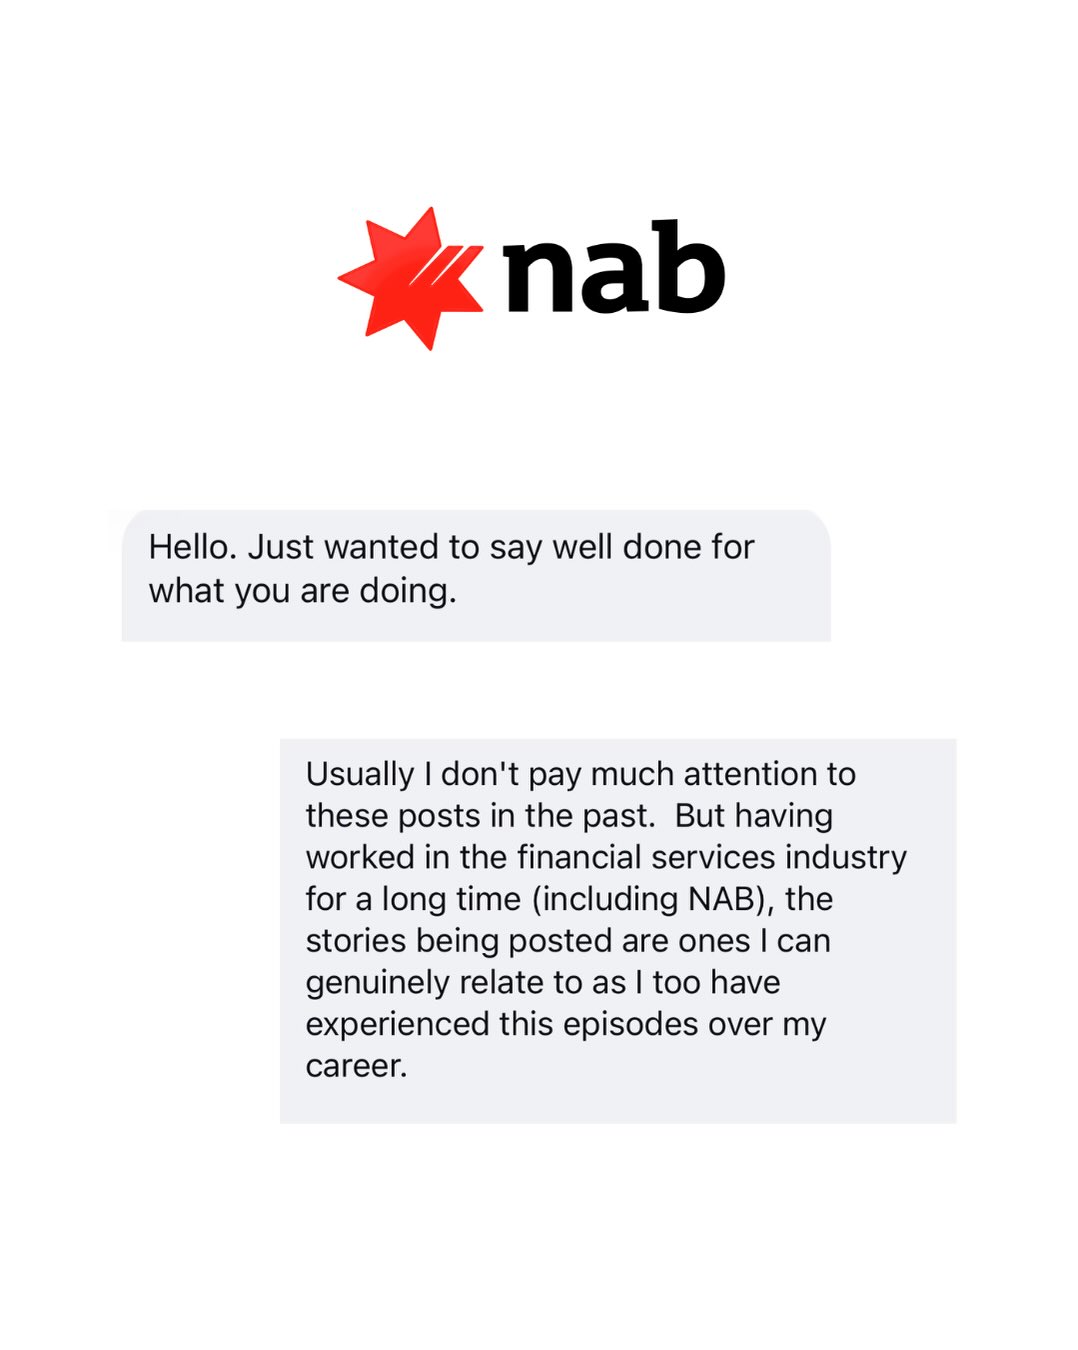 nab
Hello. Just wanted to say well done for
what you are doing.
Usually I don't pay much attention to
these posts in the past.  But having
worked in the financial services industry
for a long time (including NAB), the
stories being posted are ones I can
genuinely relate to as I too have
experienced this episodes over my
career.